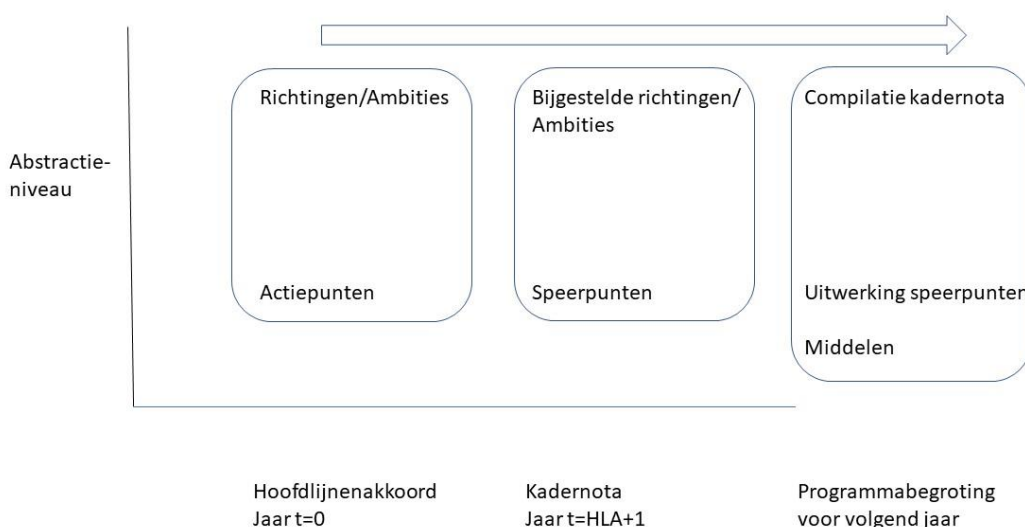 Abstractie-
niveau
Richtingen/Ambities
Actiepunten
Bijgestelde richtingen/
Ambities
Speerpunten
Compilatie kadernota
Uitwerking speerpunten
Middelen
Hoofdlijnenakkoord
Jaar t=0
Kadernota
Jaar t=HLA+1
Programmabegroting
voor volgend jaar